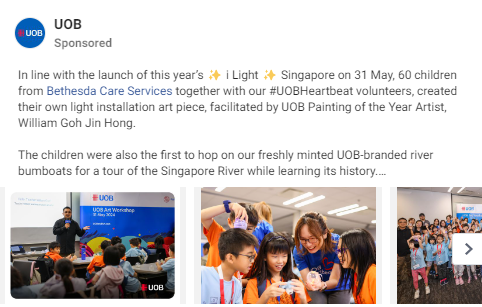 UOB
UOB
Sponsored
In line with the launch of this year's ✨ i Light ✨ Singapore on 31 May, 60 children
from Bethesda Care Services together with our #UOBHeartbeat volunteers, created
their own light installation art piece, facilitated by UOB Painting of the Year Artist,
William Goh Jin Hong.
The children were also the first to hop on our freshly minted UOB-branded river
bumboats for a tour of the Singapore River while learning its history....
UOB
UOB Art Workshop
31 May 2024
UOB
UOB